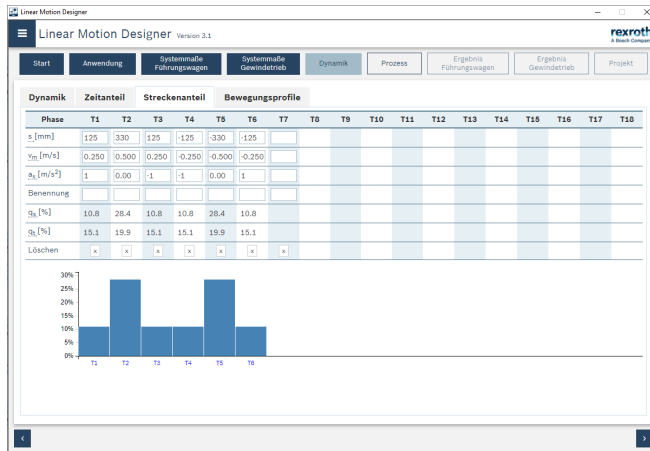 Linear Motion Designer
Linear Motion Designer Version 3.1
rexroth
A Bosch Company
Start
Anwendung
Systemmaße
Führungswagen
Systemmaße
Gewindetrieb
Dynamik
Prozess
Ergebnis
Führungswagen
Ergebnis
Gewindetrieb
Projekt
Dynamik Zeitanteil Streckenanteil Bewegungsprofile
Phase T1 T2 T3 T4 T5 T6 T7 T8 T9 T10 T11 T12 T13 T14 T15 T16 T17 T18
s [mm] 125 330 125 -125 -330 -125
vm [m/s] 0.250 0.500 0.250 -0.250 -0.500 -0.250
as [m/s²] 1 0.00 -1 -1 0.00 1
Benennung
qs [%] 10.8 28.4 10.8 10.8 28.4 10.8
qt [%] 15.1 19.9 15.1 15.1 19.9 15.1
Löschen x x x x x x x
30%
25%
20%
15%
10%
5%
0%
T1 T2 T3 T4 T5 T6